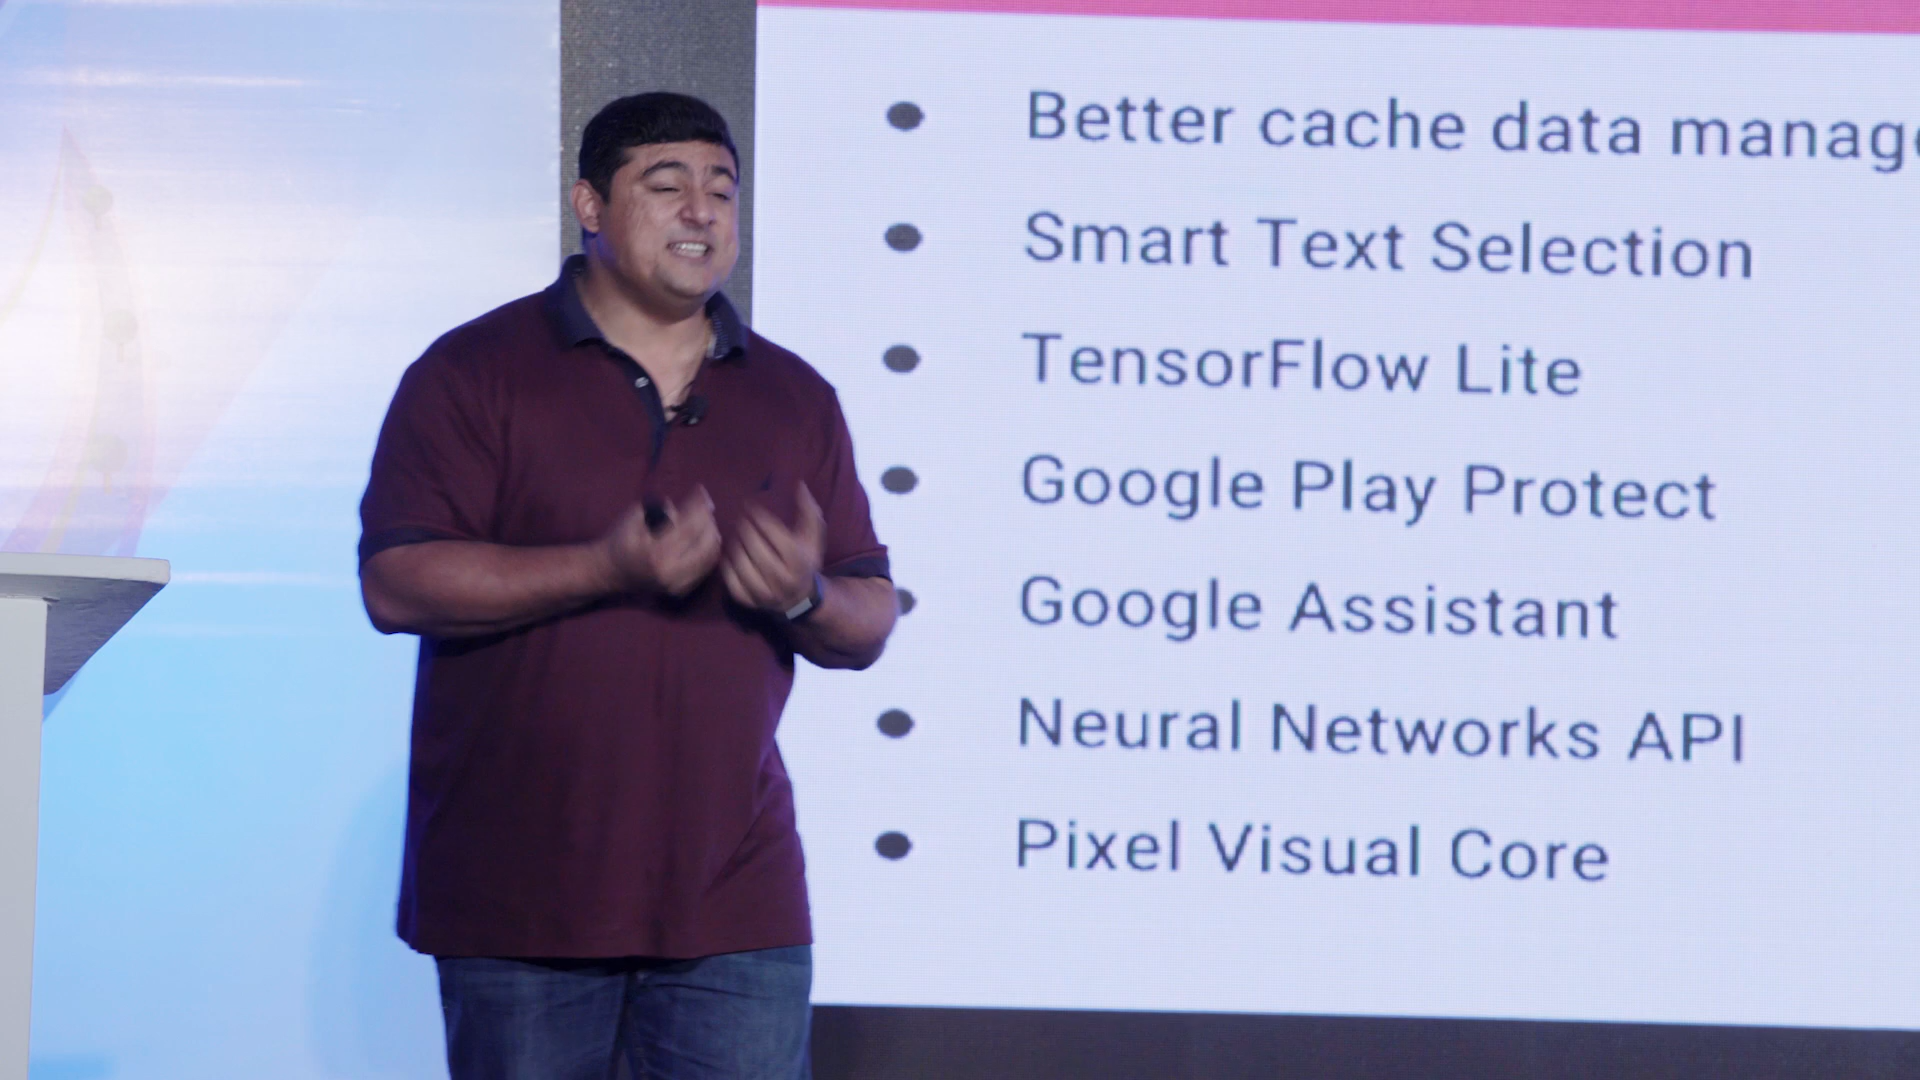 Better cache data manag
Smart Text Selection
TensorFlow Lite
Google Play Protect
Google Assistant
Neural Networks API
Pixel Visual Core